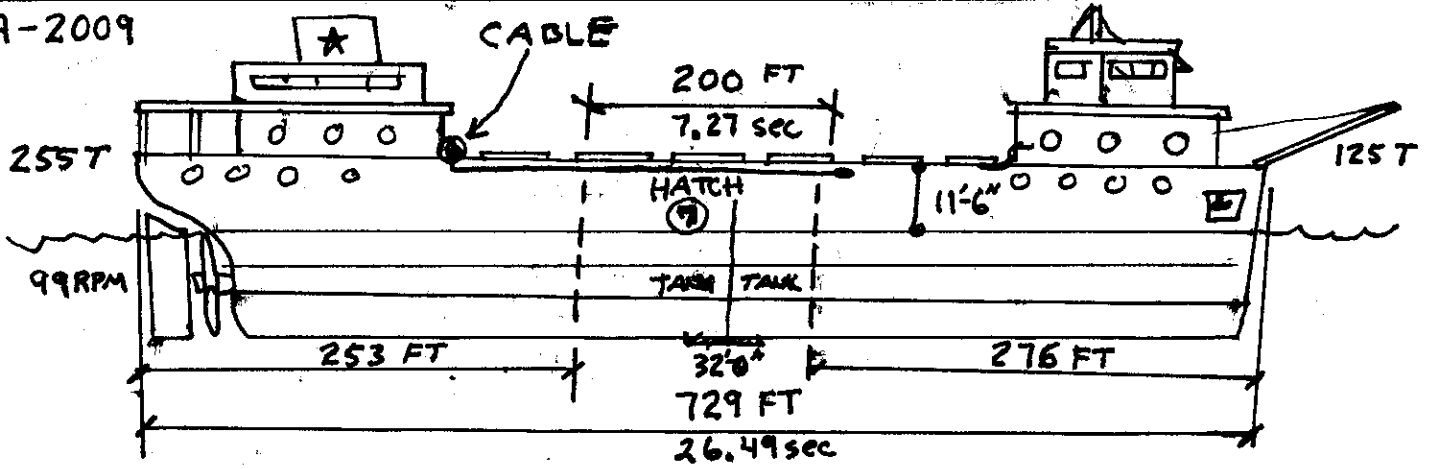 A-2009
CABLE
200 FT
7.27 sec
255 T
125 T
HATCH
7
11'-6"
99 RPM
TANK TANK
253 FT
32'0"
276 FT
729 FT
26.49 sec